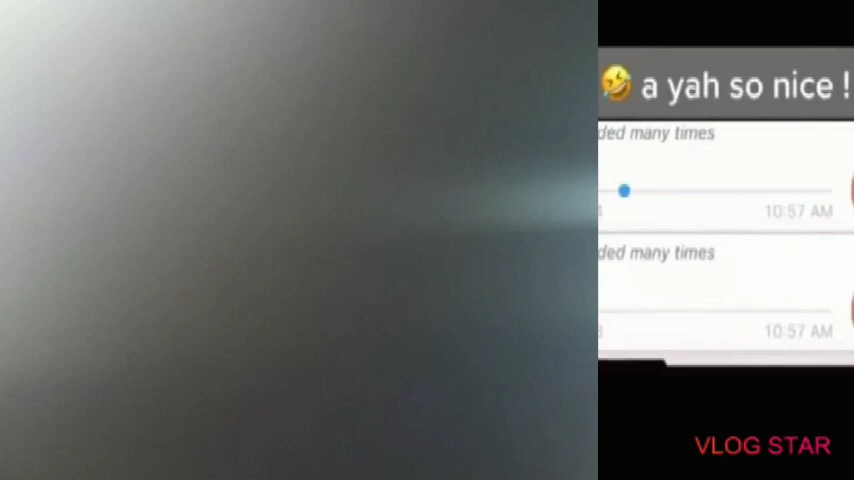 🤣 a yah so nice !
ded many times
10:57 AM
ded many times
10:57 AM
VLOG STAR